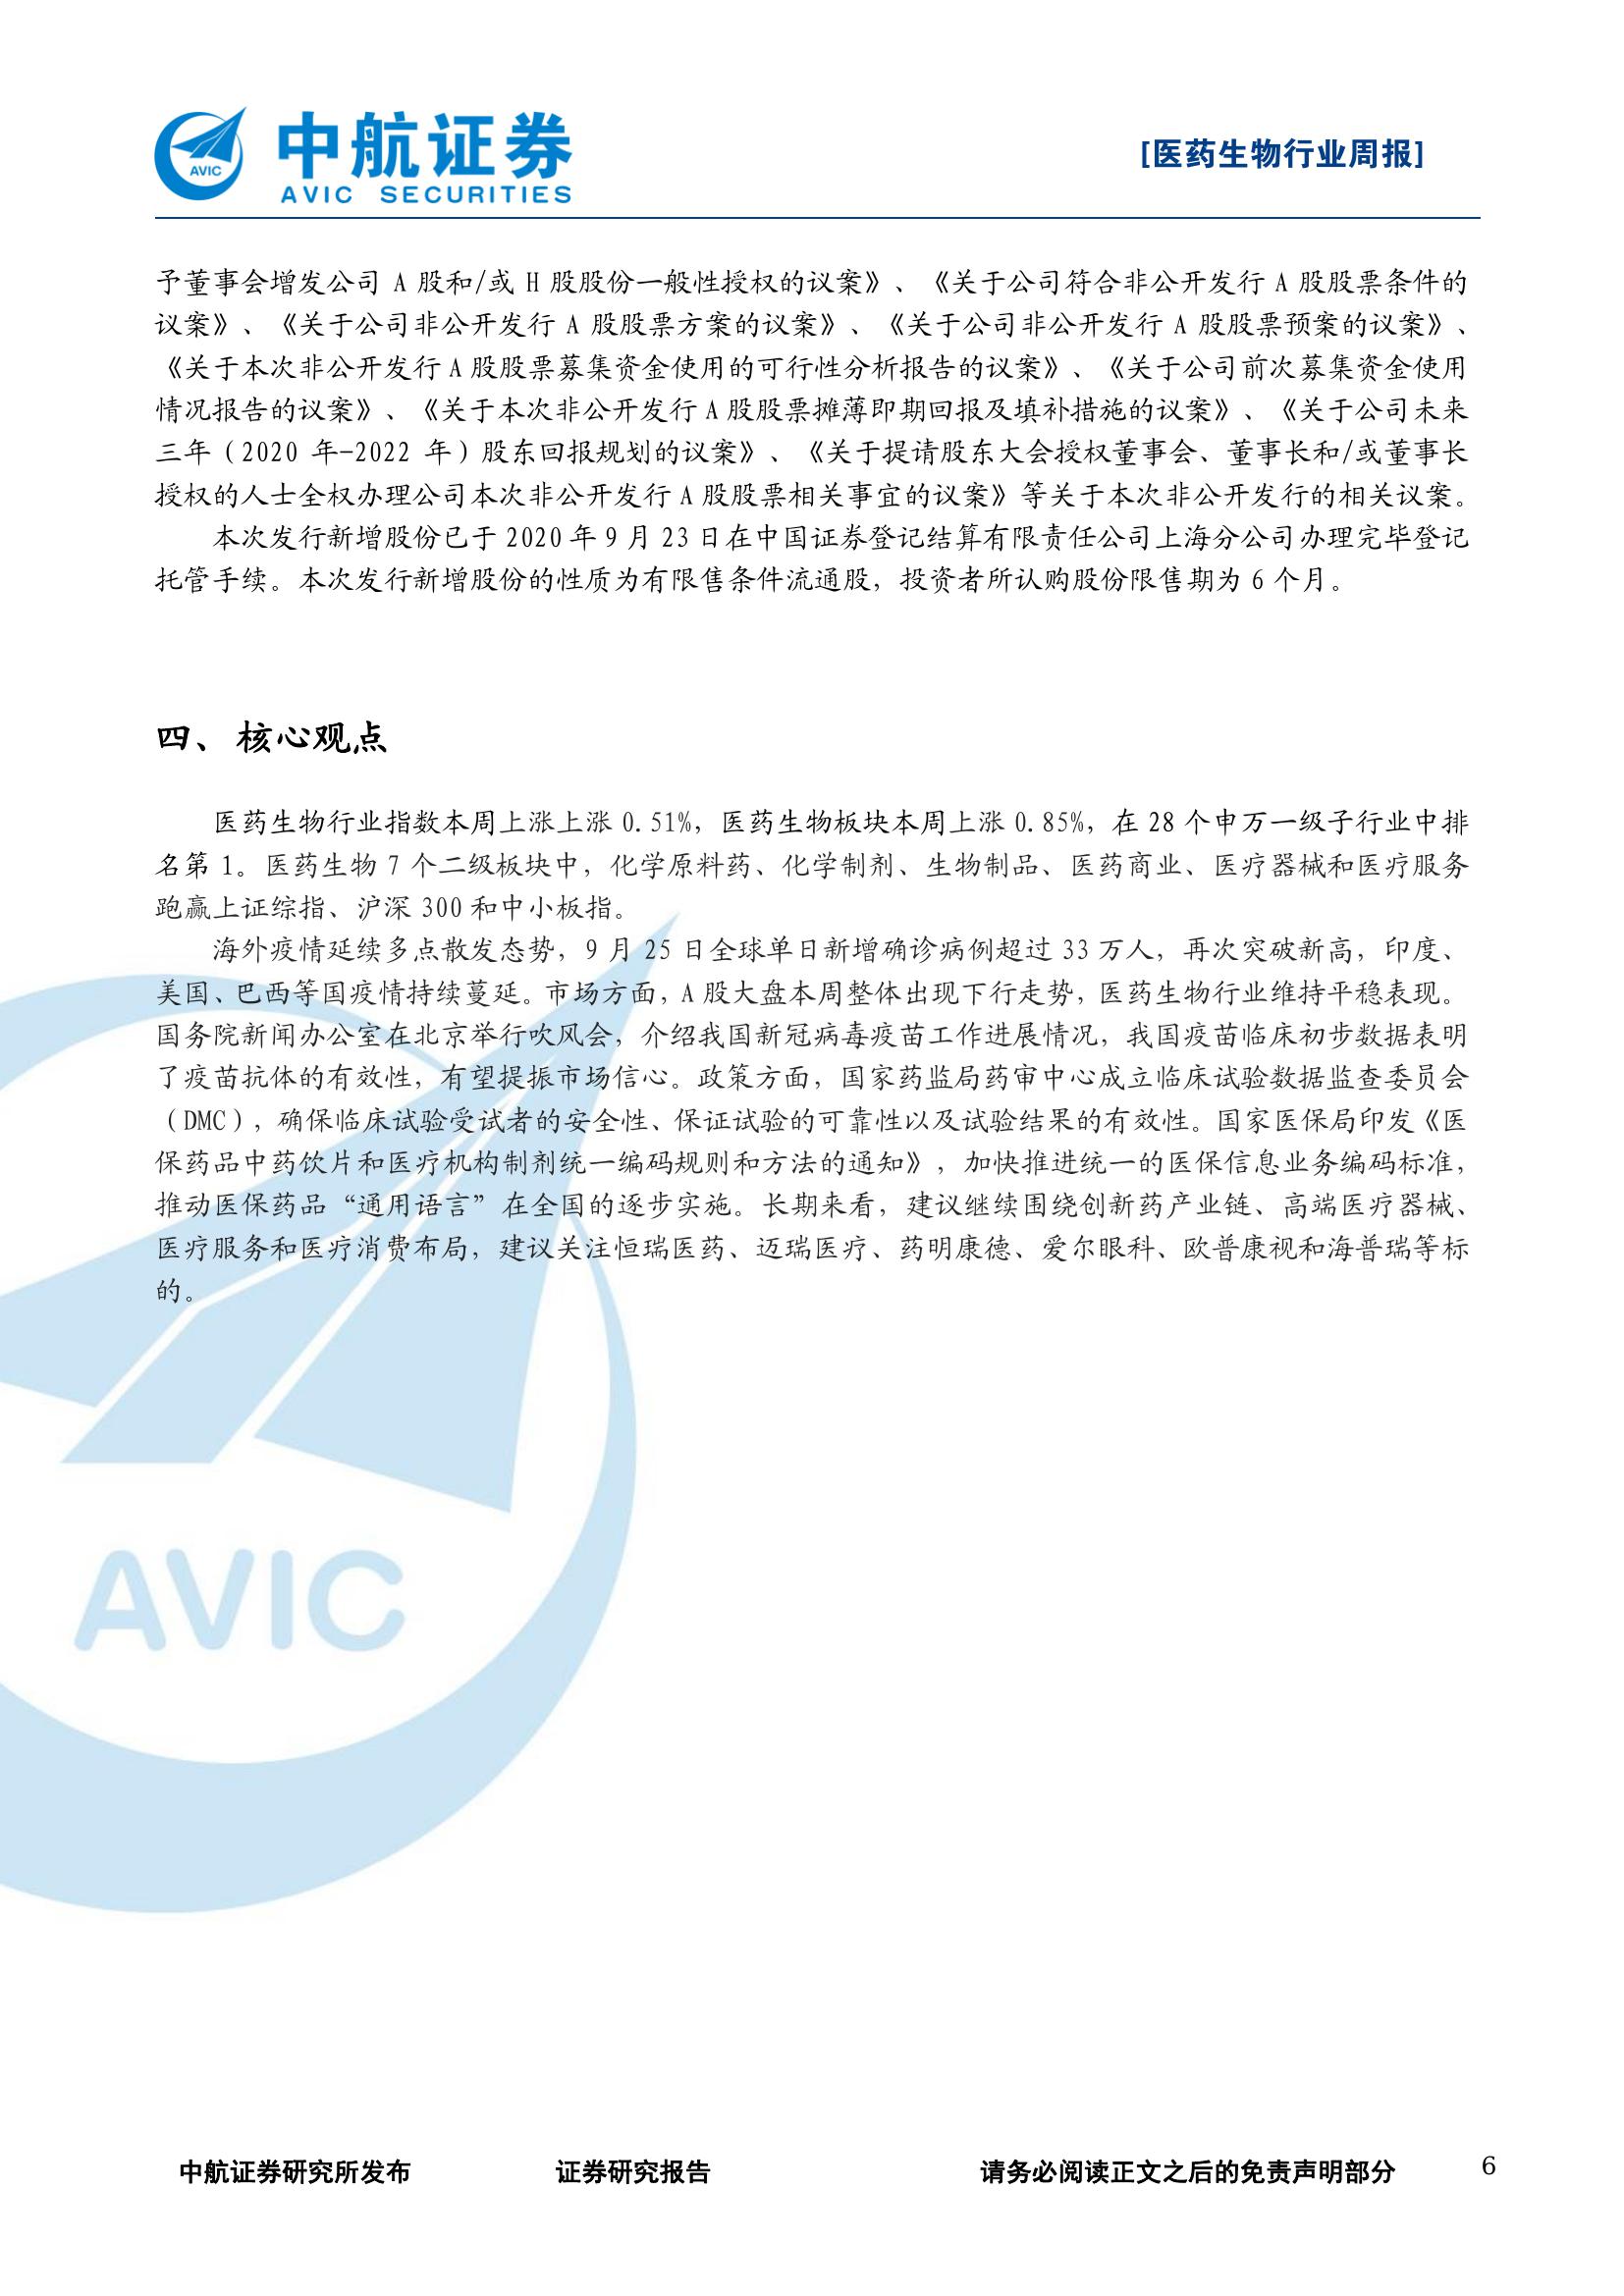 AVIC
中航证券
AVIC SECURITIES
[医药生物行业周报]
予董事会增发公司 A 股和/或 H 股股份一般性授权的议案》、《关于公司符合非公开发行 A 股股票条件的
议案》、《关于公司非公开发行 A 股股票方案的议案》、《关于公司非公开发行 A 股股票预案的议案》、
《关于本次非公开发行 A 股股票募集资金使用的可行性分析报告的议案》、《关于公司前次募集资金使用
情况报告的议案》、《关于本次非公开发行 A 股股票摊薄即期回报及填补措施的议案》、《关于公司未来
三年（2020 年-2022 年）股东回报规划的议案》、《关于提请股东大会授权董事会、董事长和/或董事长
授权的人士全权办理公司本次非公开发行 A 股股票相关事宜的议案》等关于本次非公开发行的相关议案。
本次发行新增股份已于 2020 年 9 月 23 日在中国证券登记结算有限责任公司上海分公司办理完毕登记
托管手续。本次发行新增股份的性质为有限售条件流通股，投资者所认购股份限售期为 6 个月。
四、 核心观点
医药生物行业指数本周上涨上涨 0.51%，医药生物板块本周上涨 0.85%，在 28 个申万一级子行业中排
名第 1。医药生物 7 个二级板块中，化学原料药、化学制剂、生物制品、医药商业、医疗器械和医疗服务
跑赢上证综指、沪深 300 和中小板指。
海外疫情延续多点散发态势，9 月 25 日全球单日新增确诊病例超过 33 万人，再次突破新高，印度、
美国、巴西等国疫情持续蔓延。市场方面，A 股大盘本周整体出现下行走势，医药生物行业维持平稳表现。
国务院新闻办公室在北京举行吹风会，介绍我国新冠病毒疫苗工作进展情况，我国疫苗临床初步数据表明
了疫苗抗体的有效性，有望提振市场信心。政策方面，国家药监局药审中心成立临床试验数据监查委员会
（DMC），确保临床试验受试者的安全性、保证试验的可靠性以及试验结果的有效性。国家医保局印发《医
保药品中药饮片和医疗机构制剂统一编码规则和方法的通知》，加快推进统一的医保信息业务编码标准，
推动医保药品“通用语言”在全国的逐步实施。长期来看，建议继续围绕创新药产业链、高端医疗器械、
医疗服务和医疗消费布局，建议关注恒瑞医药、迈瑞医疗、药明康德、爱尔眼科、欧普康视和海普瑞等标
的。
AVIC
中航证券研究所发布 证券研究报告 请务必阅读正文之后的免责声明部分 6